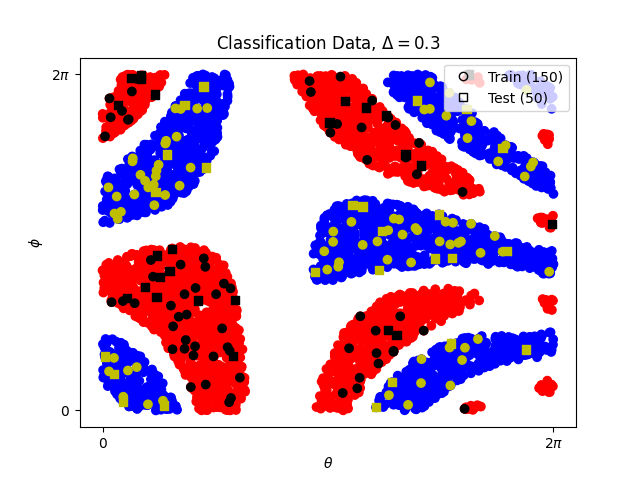 Classification Data, Δ = 0.3
2π
ϕ
0
Train (150)
Test (50)
0
2π
θ